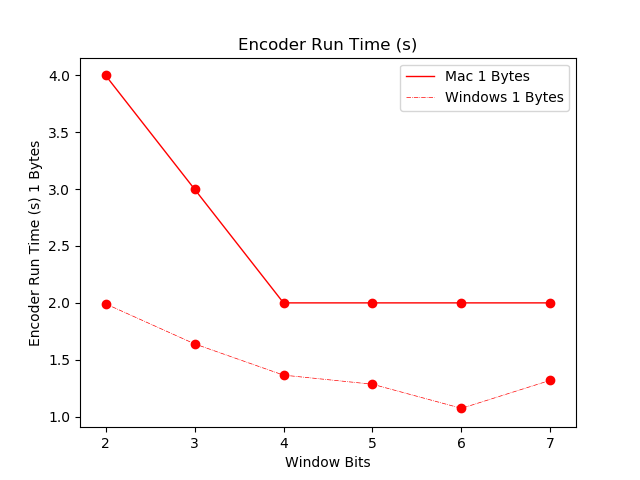 Encoder Run Time (s)
Mac 1 Bytes
Windows 1 Bytes
4.0
3.5
3.0
2.5
2.0
1.5
1.0
Encoder Run Time (s) 1 Bytes
2 3 4 5 6 7
Window Bits